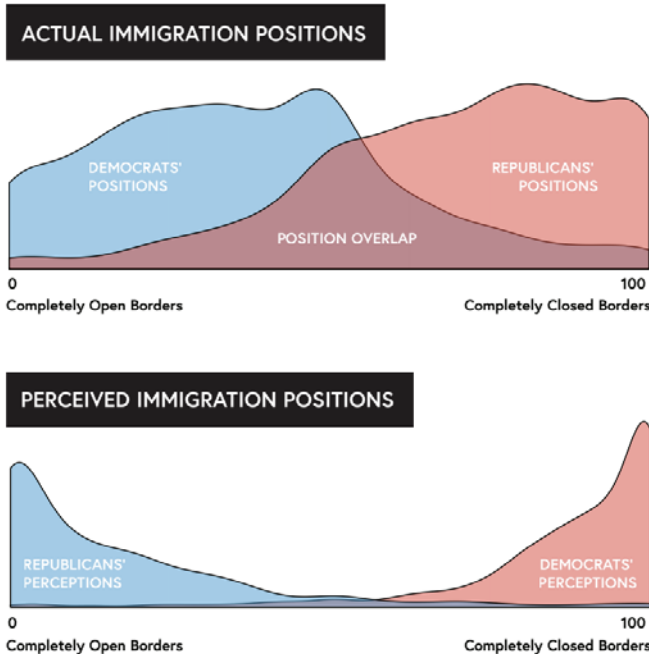 ACTUAL IMMIGRATION POSITIONS
DEMOCRATS'
POSITIONS
REPUBLICANS'
POSITIONS
POSITION OVERLAP
0
100
Completely Open Borders
Completely Closed Borders
PERCEIVED IMMIGRATION POSITIONS
REPUBLICANS'
PERCEPTIONS
DEMOCRATS'
PERCEPTIONS
0
100
Completely Open Borders
Completely Closed Borders